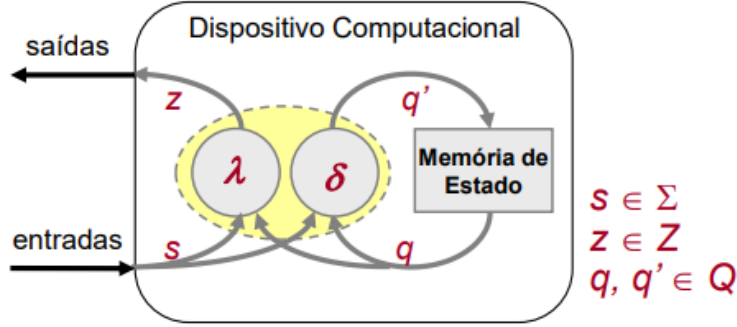 Dispositivo Computacional
saídas
z
q'
λ
δ
Memória de
Estado
entradas
s
q
s ∈ Σ
z ∈ Z
q, q' ∈ Q